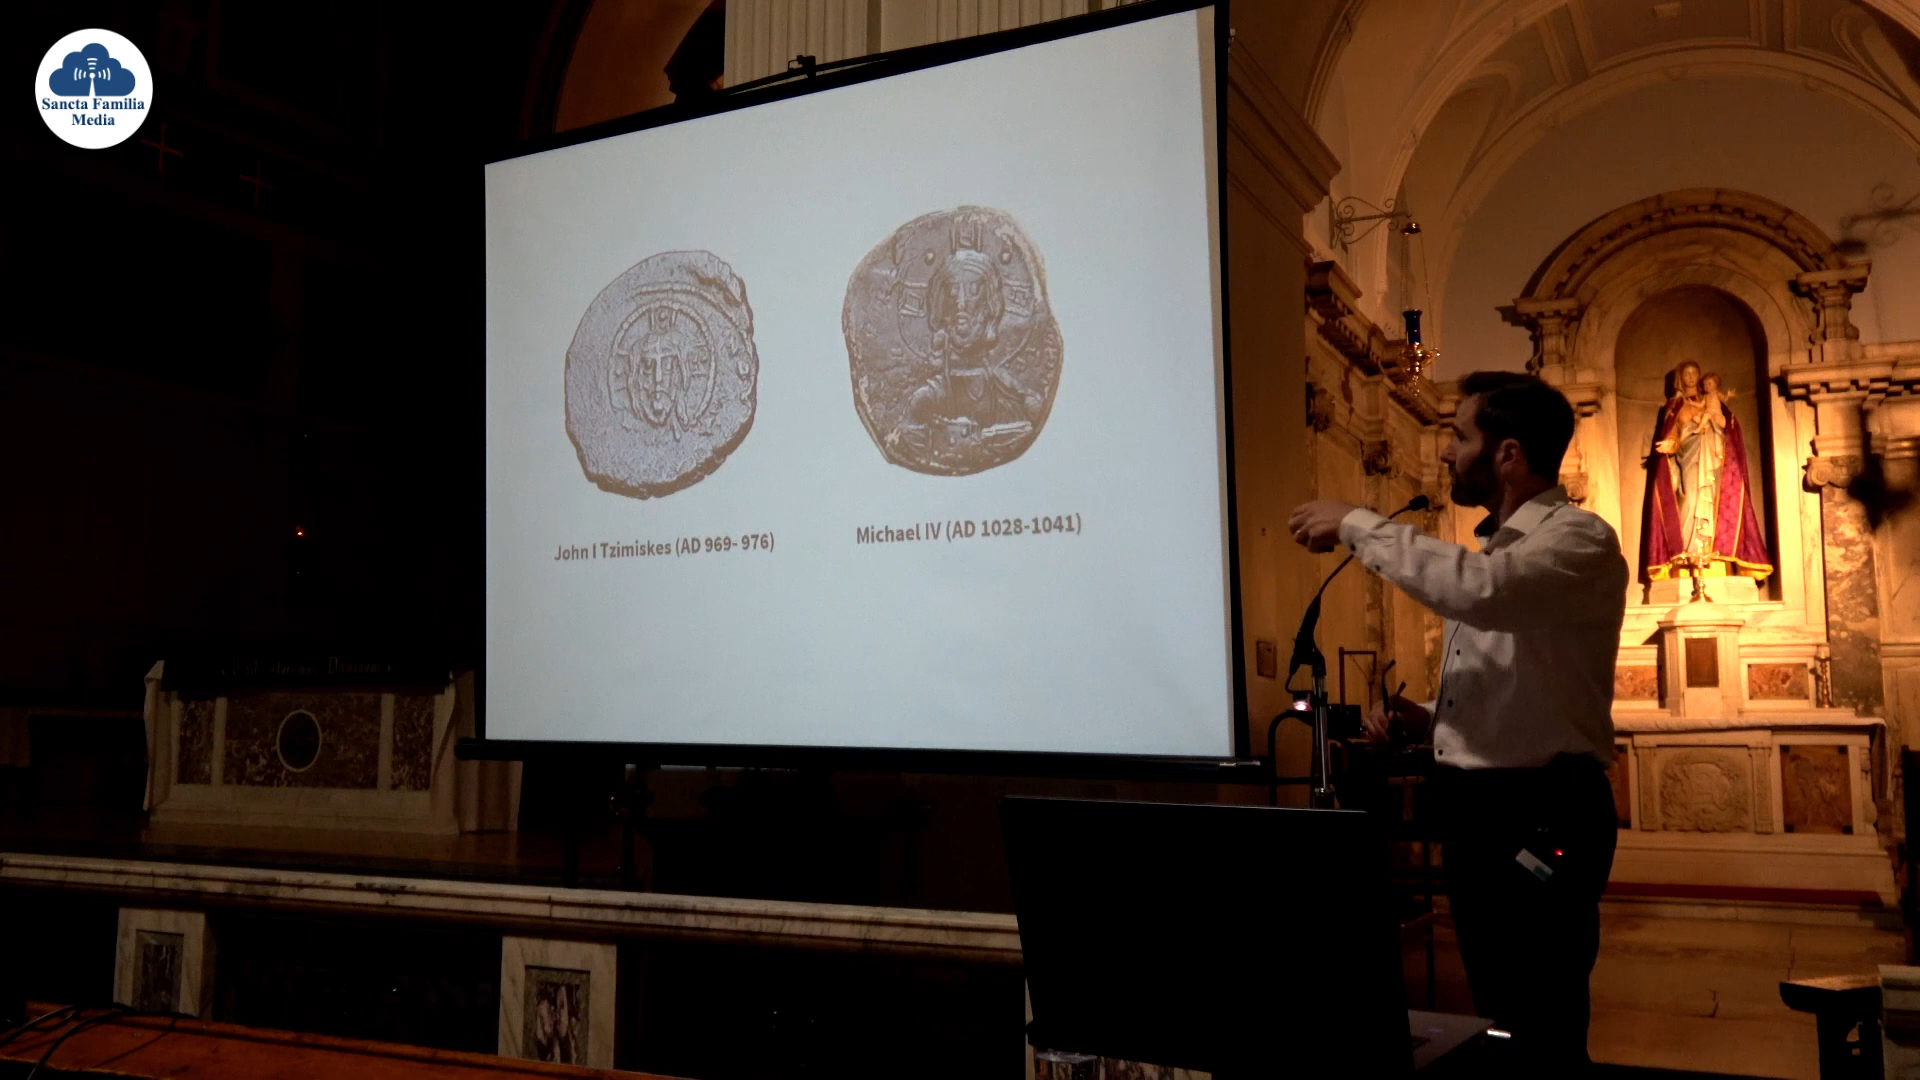 Sancta Familia
Media
John I Tzimiskes (AD 969- 976)
Michael IV (AD 1028-1041)